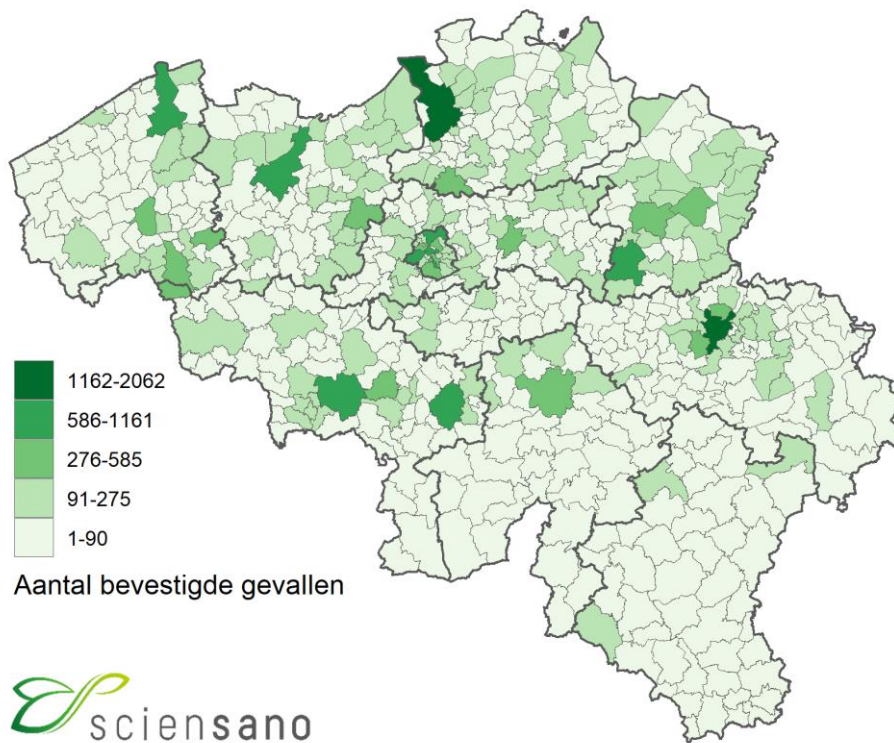 1162-2062
586-1161
276-585
91-275
1-90
Aantal bevestigde gevallen
sciensano